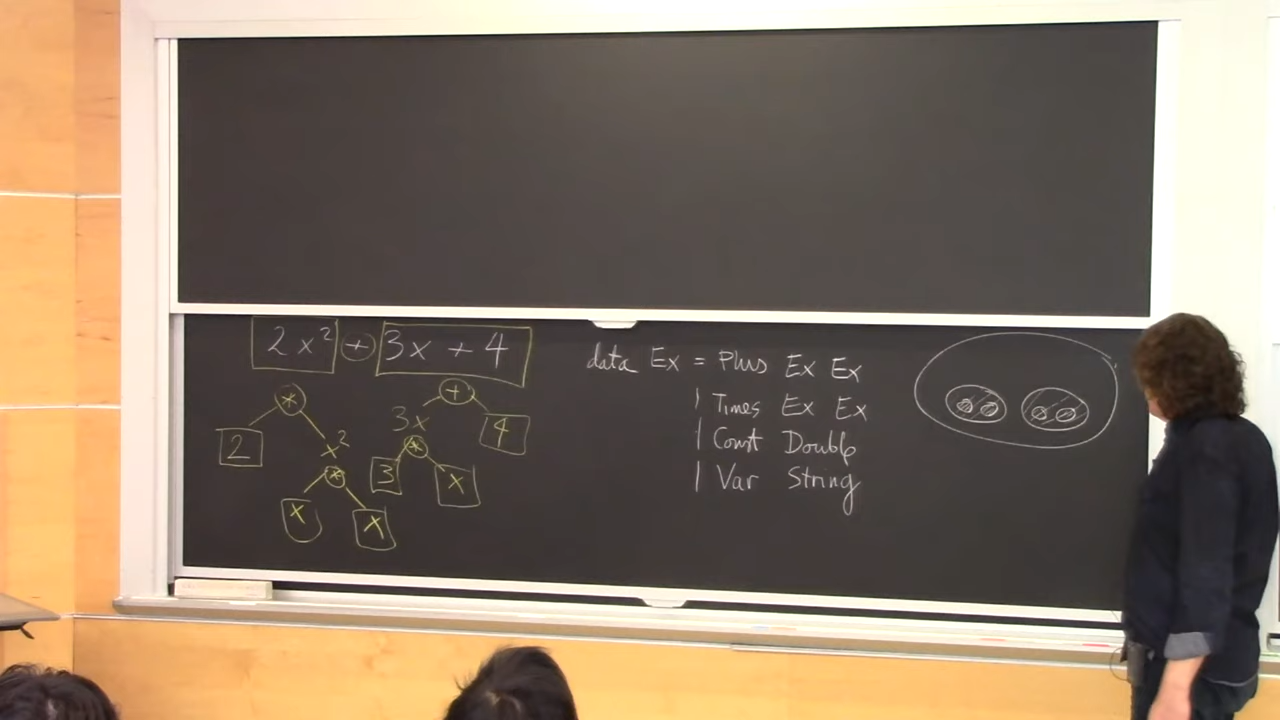 2x² + 3x + 4
* +
2 x² 3x 4
* *
3 x
x x
data Ex = Plus Ex Ex
| Times Ex Ex
| Const Double
| Var String